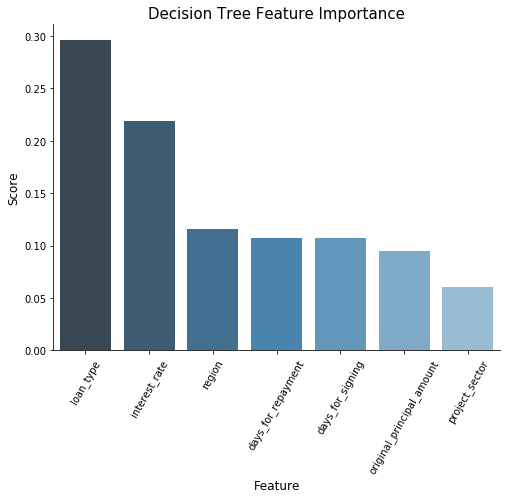 Decision Tree Feature Importance
Score
0.30
0.25
0.20
0.15
0.10
0.05
0.00
loan_type
interest_rate
region
days_for_repayment
days_for_signing
original_principal_amount
project_sector
Feature